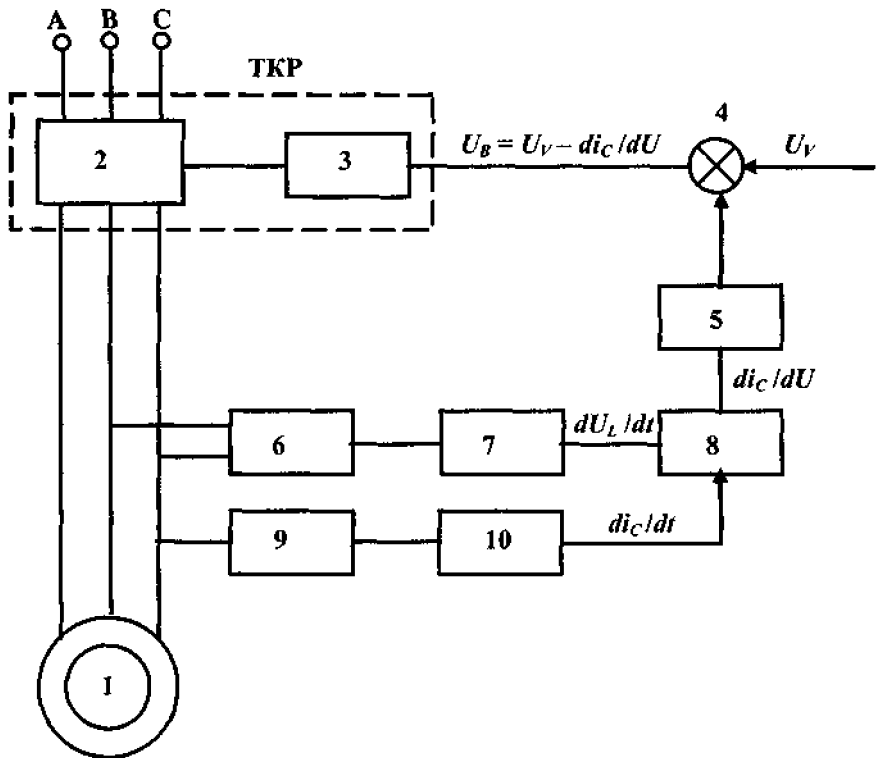 A B C
ТКР
4
2
3
U_B = U_V – di_C/dU
U_V
5
di_C/dU
6
7
dU_L/dt
8
9
10
di_C/dt
1